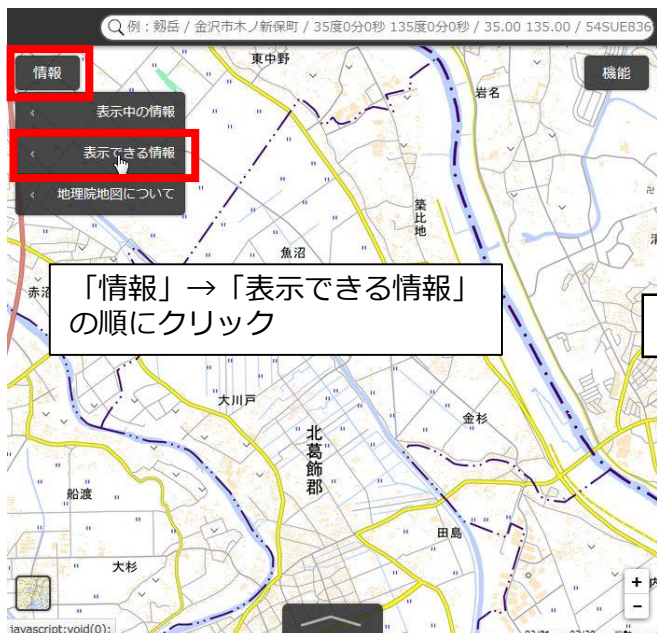 例：剱岳 / 金沢市木ノ新保町 / 35度0分0秒 135度0分0秒 / 35.00 135.00 / 54SUE836
情報
機能
東中野
岩名
‹ 表示中の情報
‹ 表示できる情報
‹ 地理院地図について
築比地
魚沼
赤沼
「情報」→「表示できる情報」
の順にクリック
大川戸
金杉
北葛飾郡
船渡
田島
大杉
+
−
javascript:void(0);